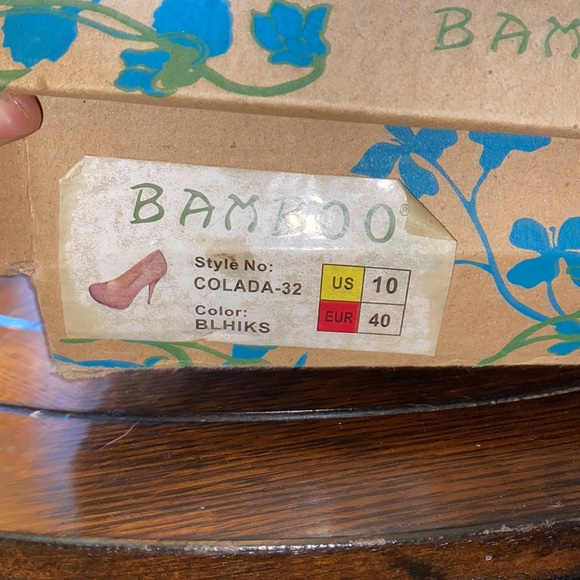 BAM
BAMBOO®
Style No:
COLADA-32
Color:
BLHIKS
US 10
EUR 40